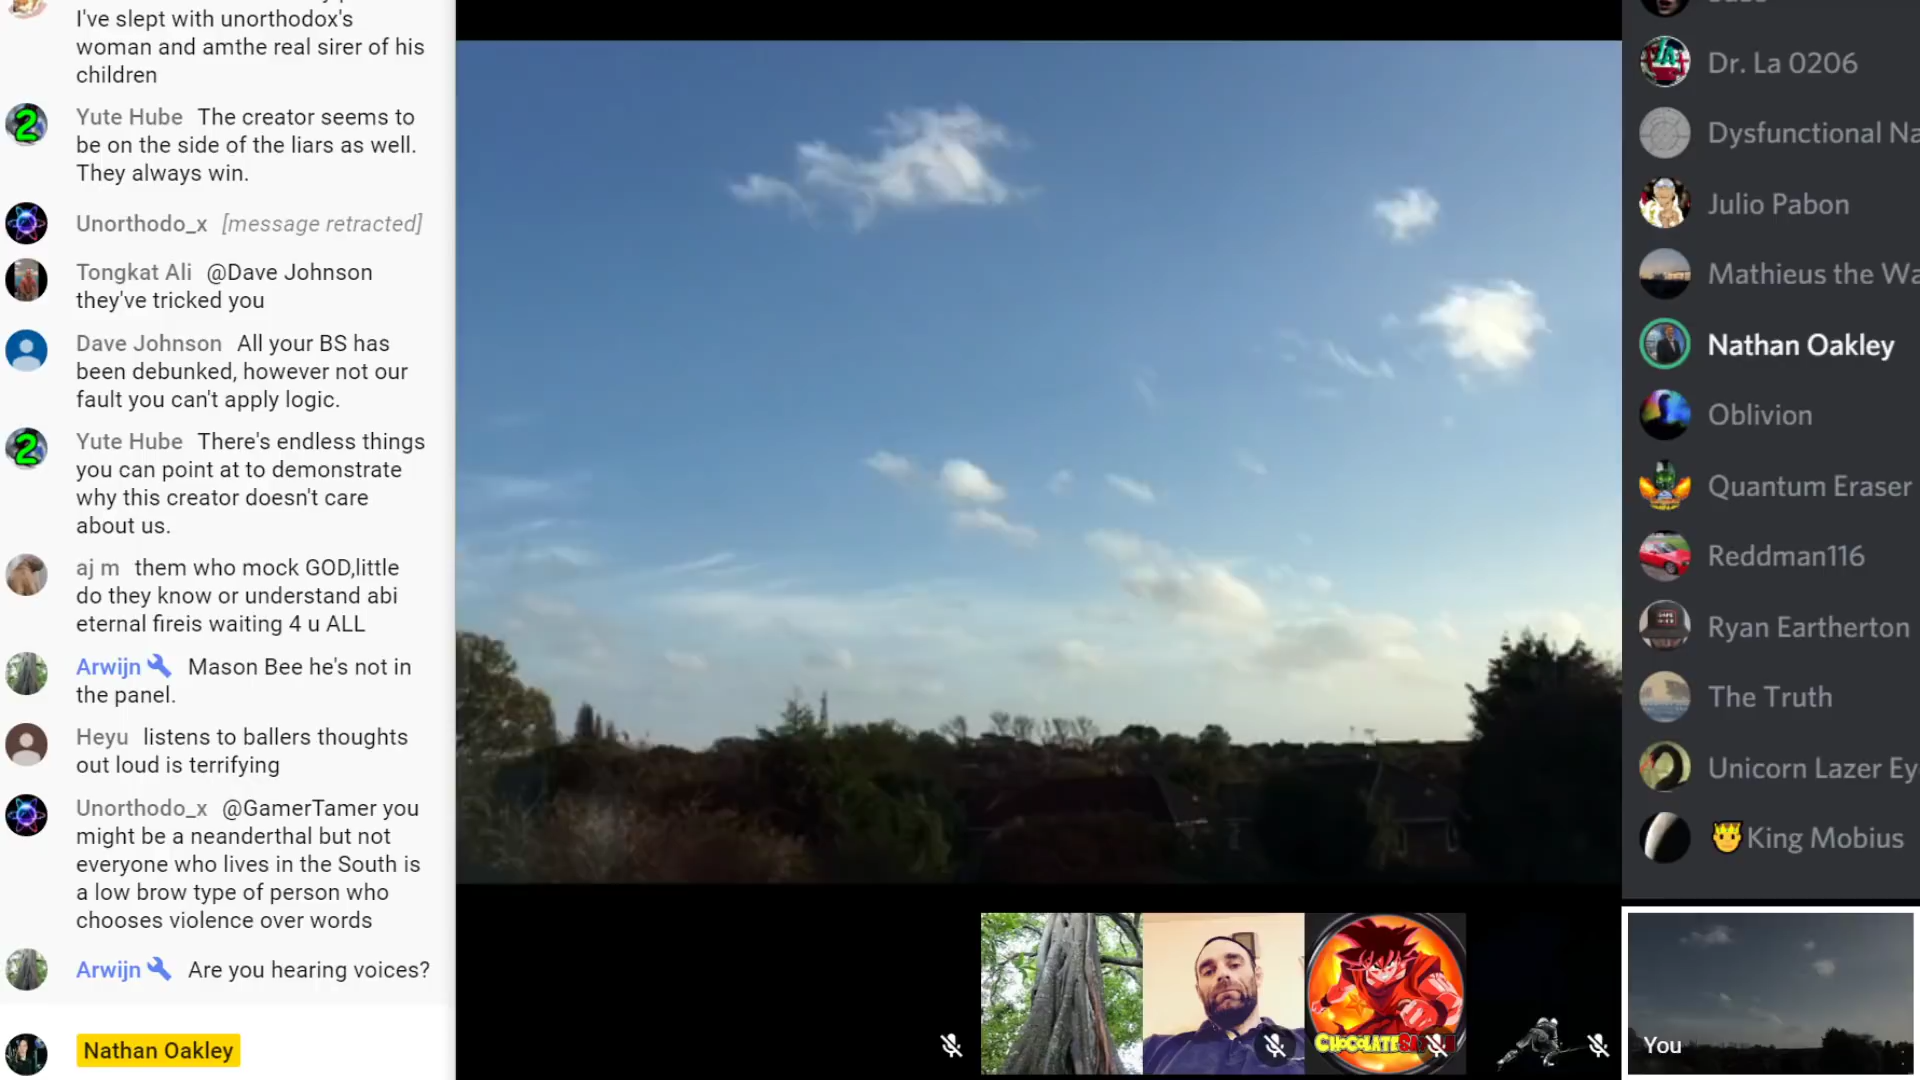 I've slept with unorthodox's
woman and amthe real sirer of his
children
Yute Hube The creator seems to
be on the side of the liars as well.
They always win.
Unorthodo_x [message retracted]
Tongkat Ali @Dave Johnson
they've tricked you
Dave Johnson All your BS has
been debunked, however not our
fault you can't apply logic.
Yute Hube There's endless things
you can point at to demonstrate
why this creator doesn't care
about us.
aj m them who mock GOD,little
do they know or understand abi
eternal fireis waiting 4 u ALL
Arwijn Mason Bee he's not in
the panel.
Heyu listens to ballers thoughts
out loud is terrifying
Unorthodo_x @GamerTamer you
might be a neanderthal but not
everyone who lives in the South is
a low brow type of person who
chooses violence over words
Arwijn Are you hearing voices?
Nathan Oakley
2
2
CHOCOLATE
Dr. La 0206
Dysfunctional Na
Julio Pabon
Mathieus the Wa
Nathan Oakley
Oblivion
Quantum Eraser
Reddman116
Ryan Eartherton
The Truth
Unicorn Lazer Ey
King Mobius
You